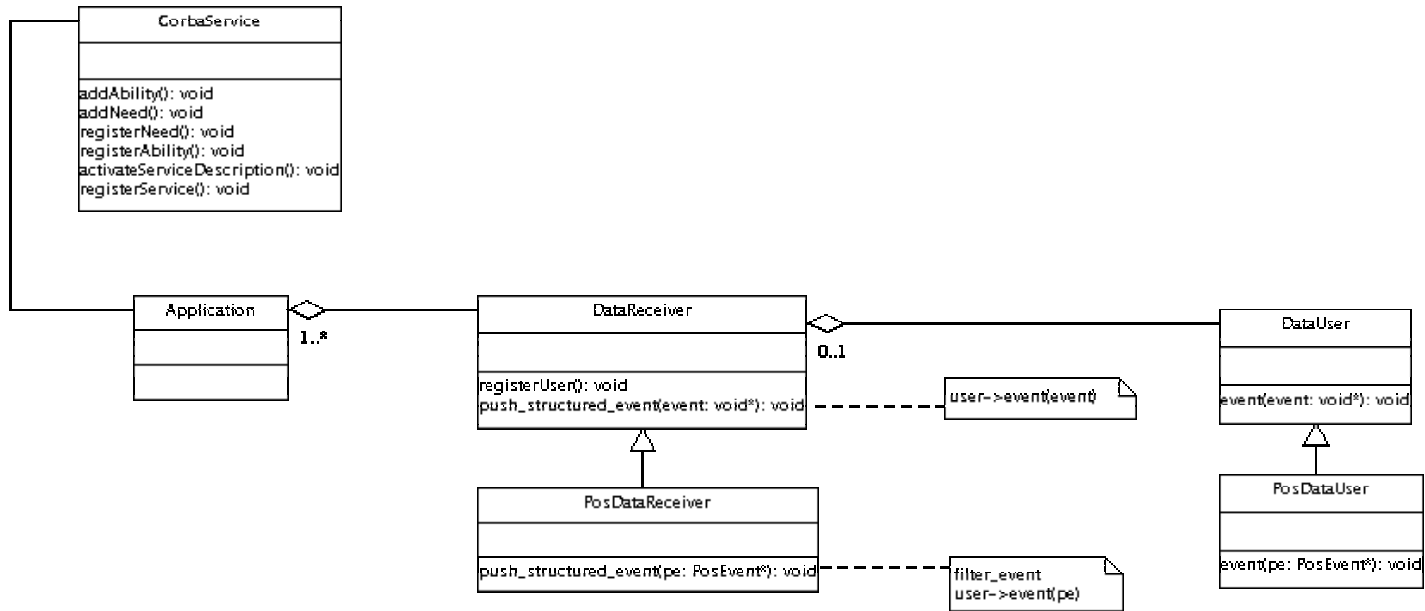 CorbaService
addAbility(): void
addNeed(): void
registerNeed(): void
registerAbility(): void
activateServiceDescription(): void
registerService(): void
Application
1..*
DataReceiver
registerUser(): void
push_structured_event(event: void*): void
0..1
user->event(event)
DataUser
event(event: void*): void
PosDataReceiver
push_structured_event(pe: PosEvent*): void
filter_event
user->event(pe)
PosDataUser
event(pe: PosEvent*): void